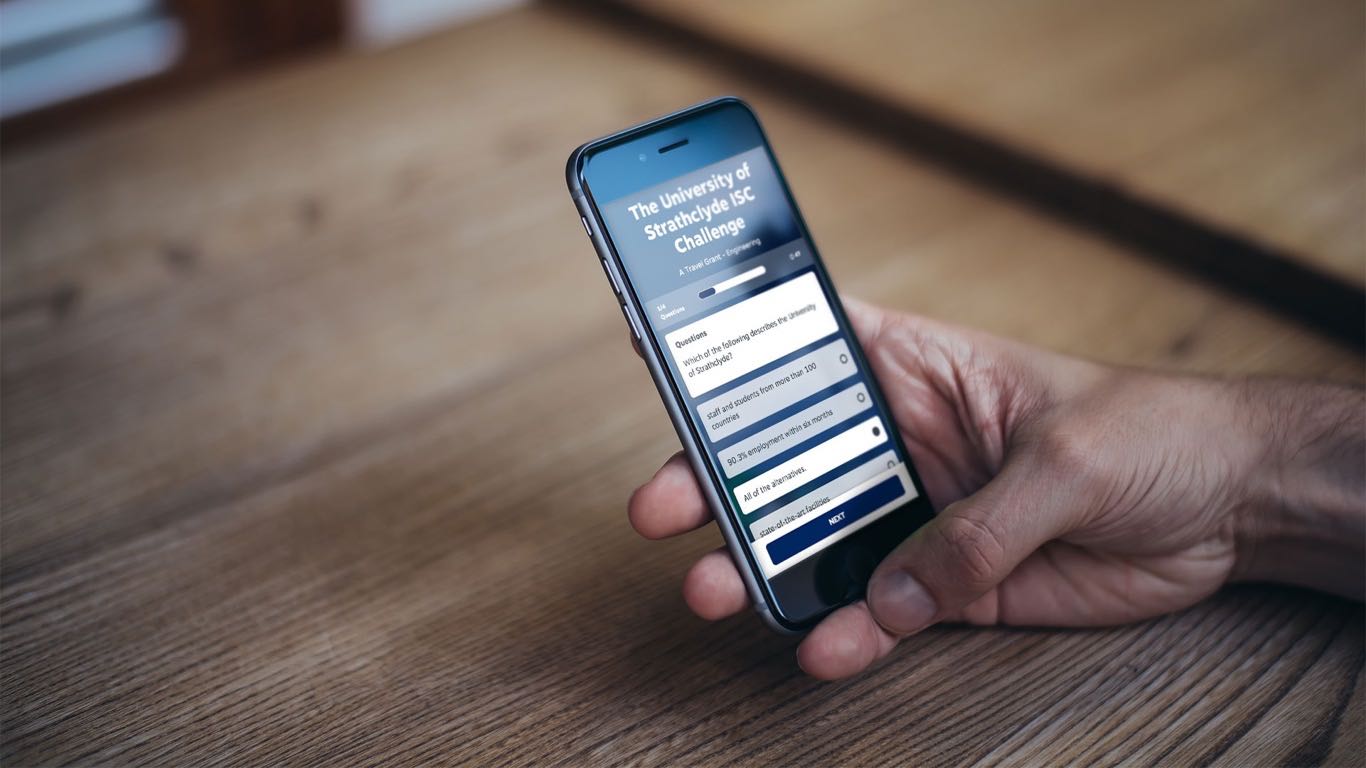 The University of
Strathclyde ISC
Challenge
A Travel Grant - Engineering
1/4
Questions
Questions
Which of the following describes the University
of Strathclyde?
staff and students from more than 100
countries
90.3% employment within six months
All of the alternatives.
state-of-the-art facilities
NEXT